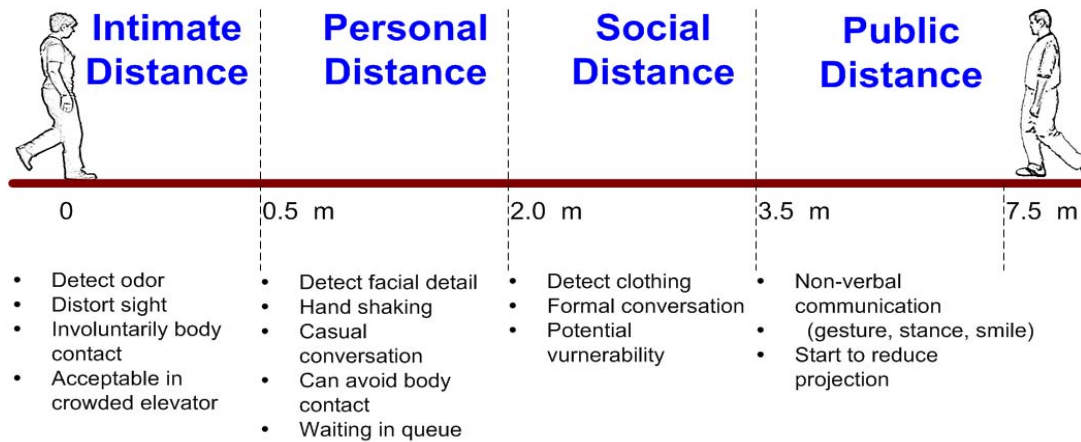 Intimate
Distance
Personal
Distance
Social
Distance
Public
Distance
0
0.5 m
2.0 m
3.5 m
7.5 m
• Detect odor
• Distort sight
• Involuntarily body
contact
• Acceptable in
crowded elevator
• Detect facial detail
• Hand shaking
• Casual
conversation
• Can avoid body
contact
• Waiting in queue
• Detect clothing
• Formal conversation
• Potential
vurnerability
• Non-verbal
communication
• (gesture, stance, smile)
• Start to reduce
projection